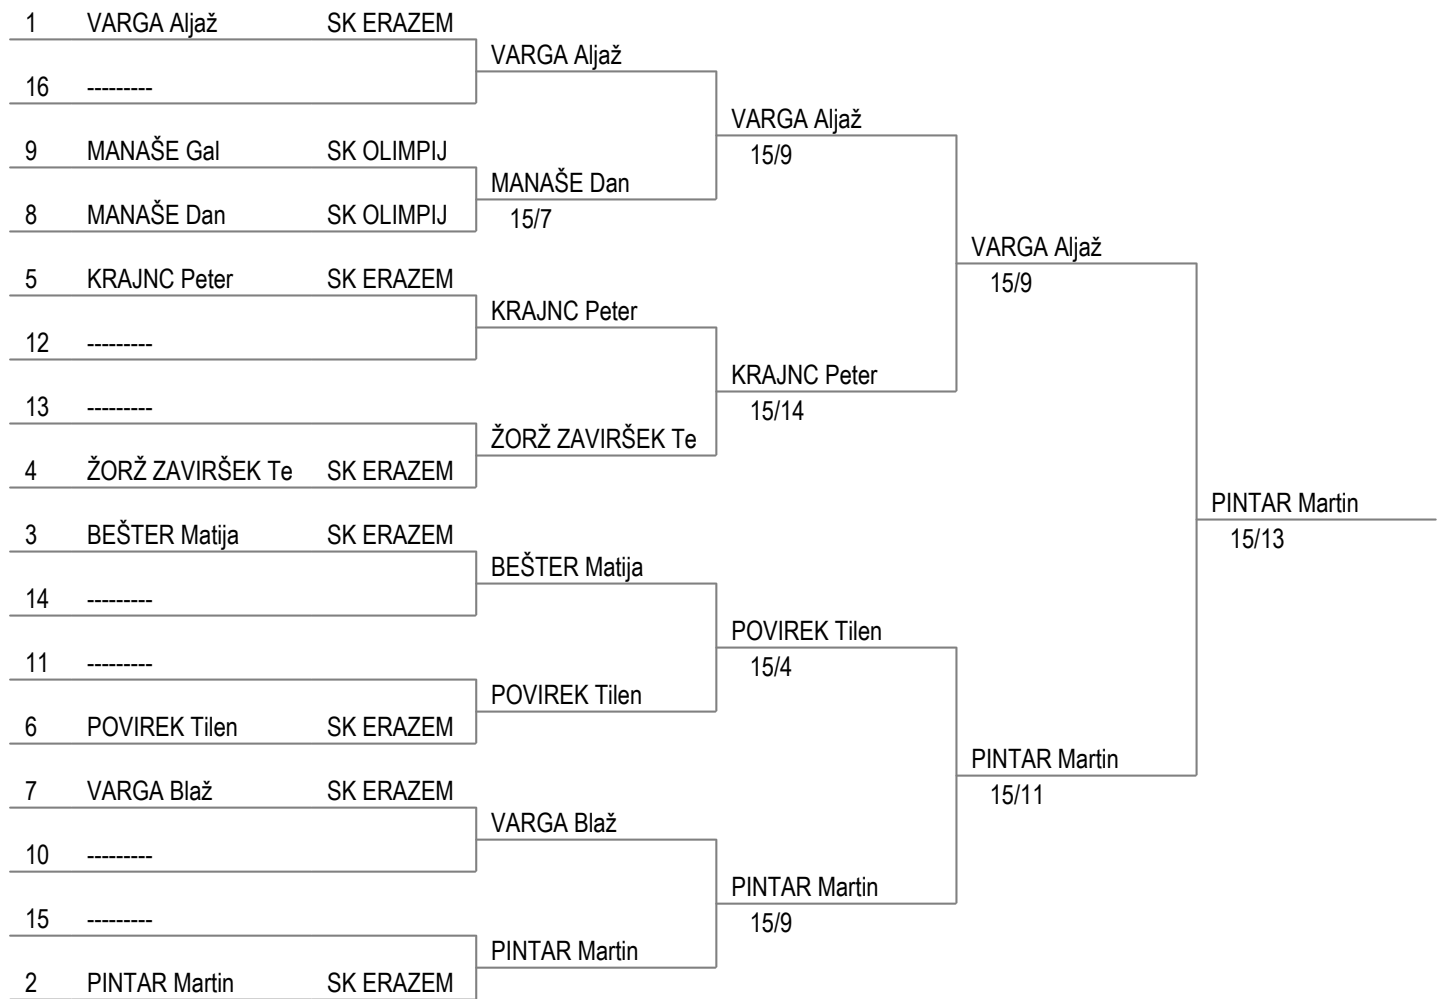 1 VARGA Aljaž SK ERAZEM
VARGA Aljaž
16 ---------
VARGA Aljaž
15/9
9 MANAŠE Gal SK OLIMPIJ
MANAŠE Dan
15/7
8 MANAŠE Dan SK OLIMPIJ
VARGA Aljaž
15/9
5 KRAJNC Peter SK ERAZEM
KRAJNC Peter
12 ---------
KRAJNC Peter
15/14
13 ---------
ŽORŽ ZAVIRŠEK Te
4 ŽORŽ ZAVIRŠEK Te SK ERAZEM
PINTAR Martin
15/13
3 BEŠTER Matija SK ERAZEM
BEŠTER Matija
14 ---------
POVIREK Tilen
15/4
11 ---------
POVIREK Tilen
6 POVIREK Tilen SK ERAZEM
PINTAR Martin
15/11
7 VARGA Blaž SK ERAZEM
VARGA Blaž
10 ---------
PINTAR Martin
15/9
15 ---------
PINTAR Martin
2 PINTAR Martin SK ERAZEM